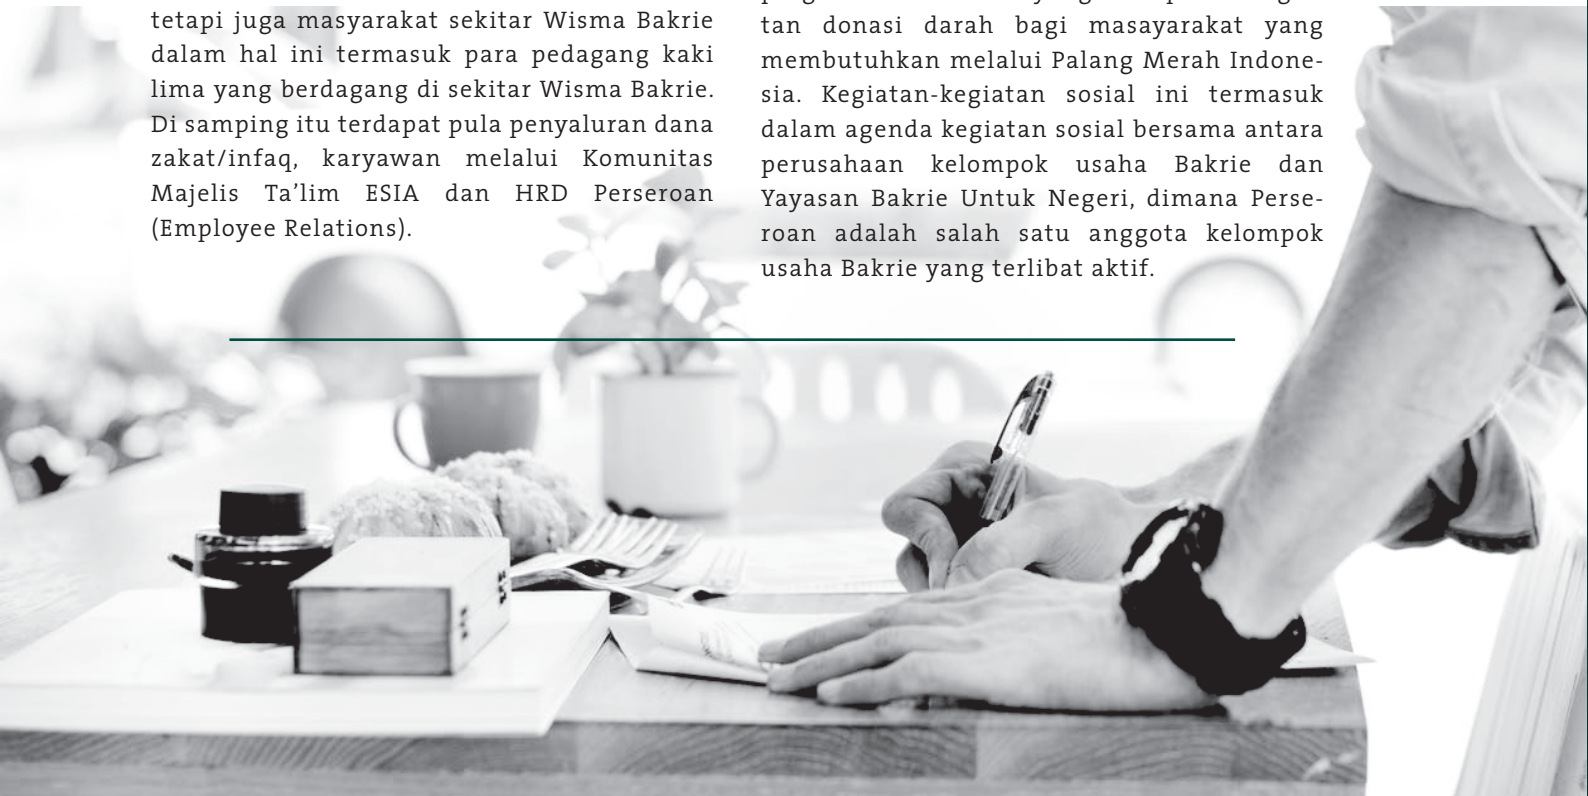 tetapi juga masyarakat sekitar Wisma Bakrie
dalam hal ini termasuk para pedagang kaki
lima yang berdagang di sekitar Wisma Bakrie.
Di samping itu terdapat pula penyaluran dana
zakat/infaq, karyawan melalui Komunitas
Majelis Ta’lim ESIA dan HRD Perseroan
(Employee Relations).
tan donasi darah bagi masayarakat yang
membutuhkan melalui Palang Merah Indone-
sia. Kegiatan-kegiatan sosial ini termasuk
dalam agenda kegiatan sosial bersama antara
perusahaan kelompok usaha Bakrie dan
Yayasan Bakrie Untuk Negeri, dimana Perse-
roan adalah salah satu anggota kelompok
usaha Bakrie yang terlibat aktif.